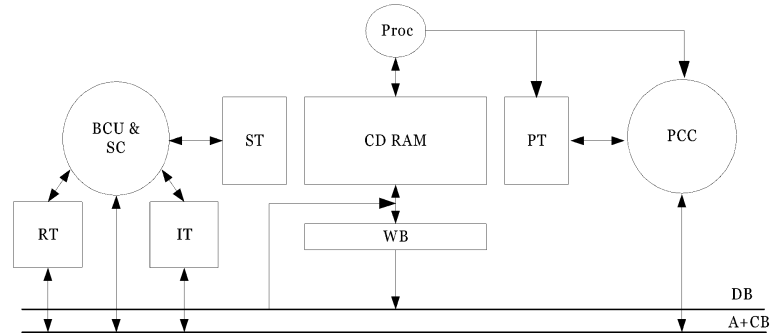 Proc
BCU &
SC
ST
CD RAM
PT
PCC
RT
IT
WB
DB
A+CB